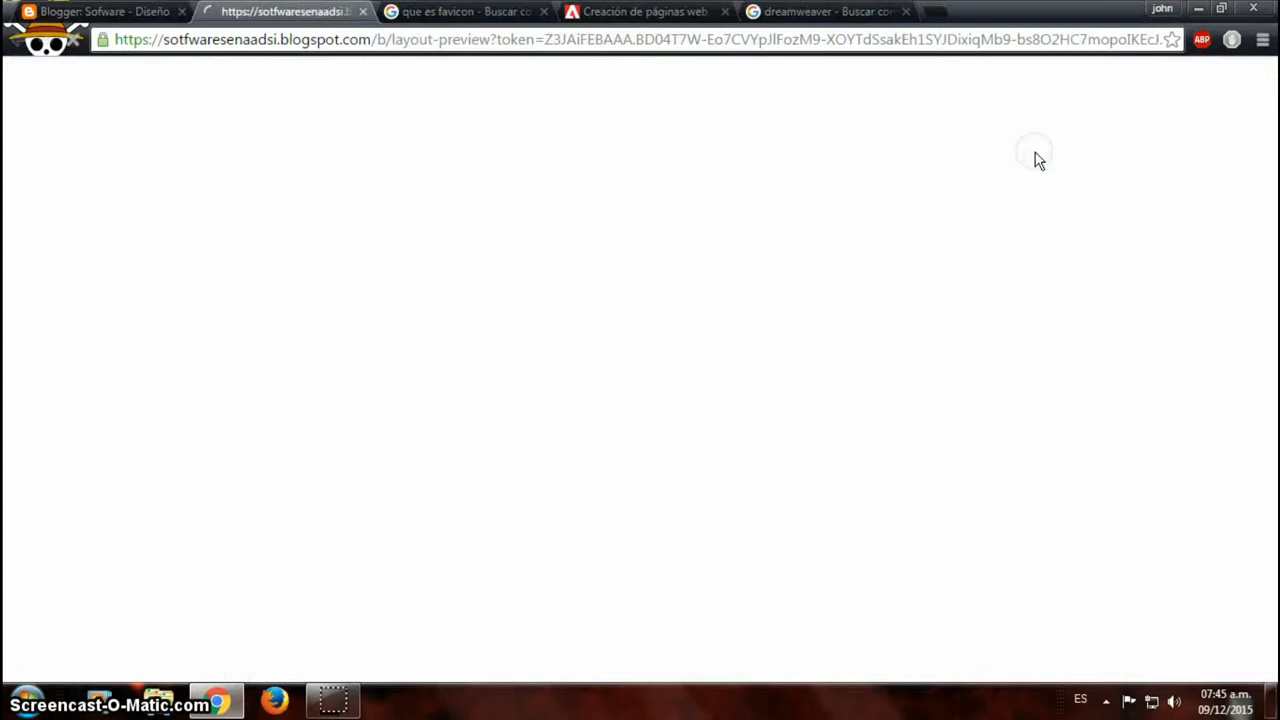 Blogger: Sofware - Diseño
https://sotfwaresenaadsi.b
que es favicon - Buscar co
Creación de páginas web
dreamweaver - Buscar con
john
https://sotfwaresenaadsi.blogspot.com/b/layout-preview?token=Z3JAiFEBAAA.BD04T7W-Eo7CVYpJlFozM9-XOYTdSsakEh1SYJDixiqMb9-bs8O2HC7mopoIKEcJ.
ABP
Screencast-O-Matic.com
ES
07:45 a.m.
09/12/2015